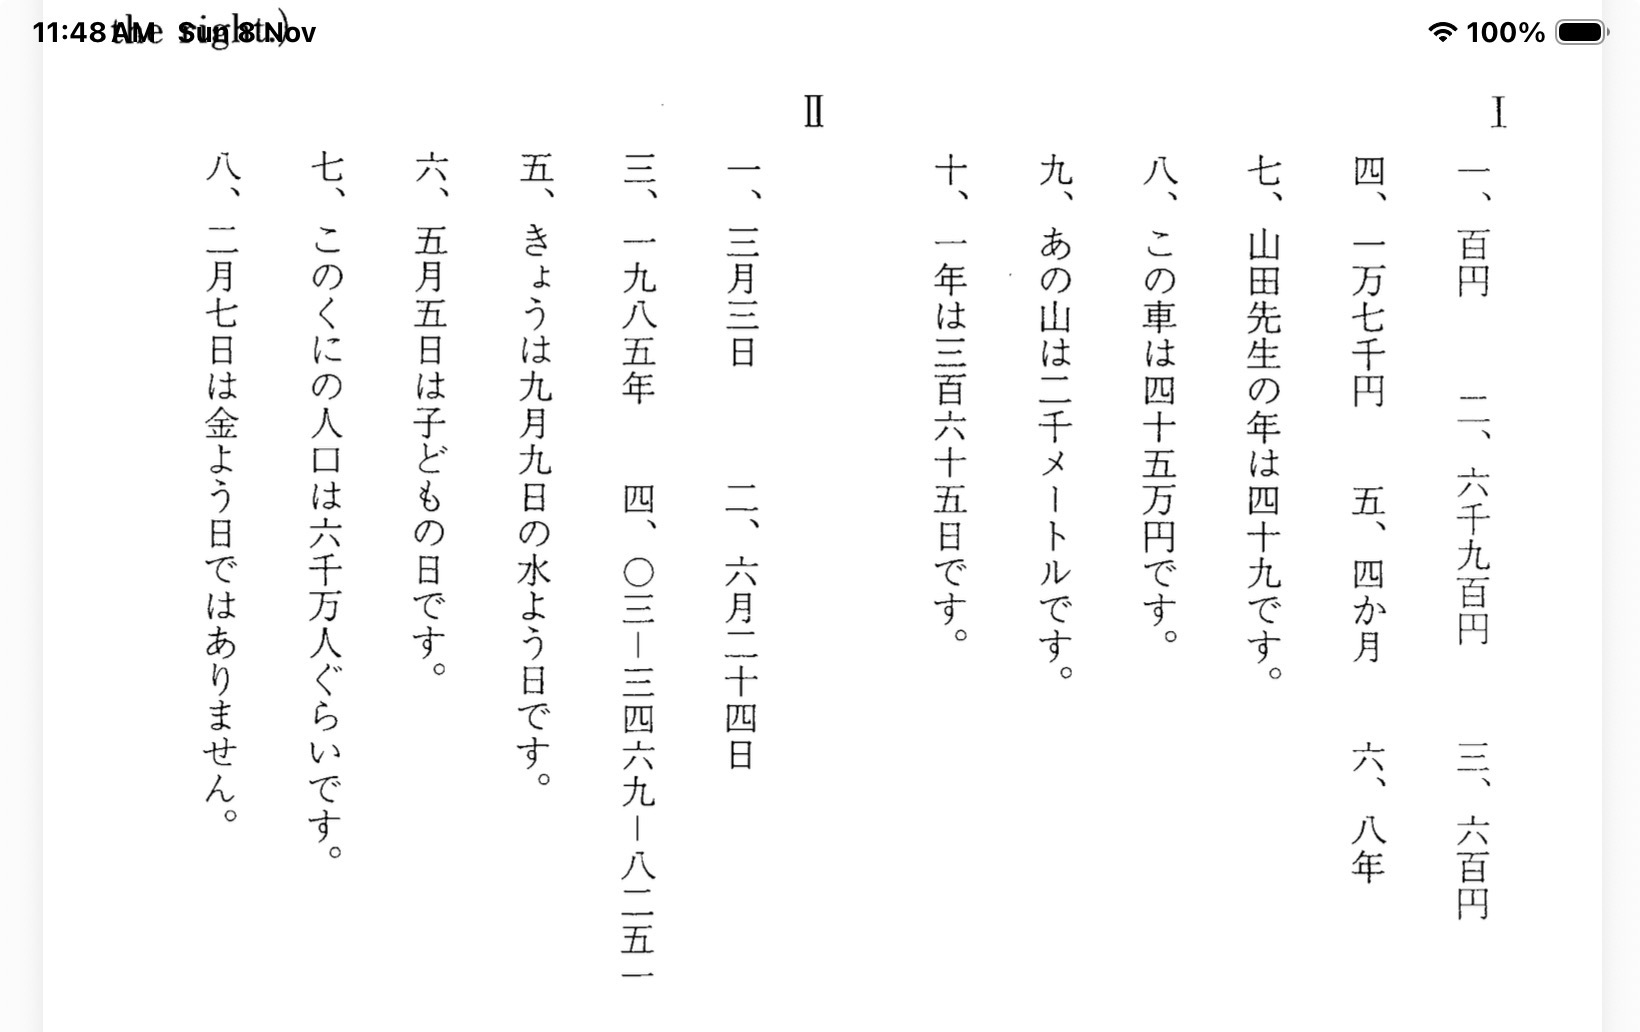 11:48 AM Sun 8 Nov
100%
the right.)
I
一、百円 二、六千九百円 三、六百円
四、一万七千円 五、四か月 六、八年
七、山田先生の年は四十九です。
八、この車は四十五万円です。
九、あの山は二千メートルです。
十、一年は三百六十五日です。
II
一、三月三日 二、六月二十四日
三、一九八五年 四、〇三―三四六九―八二五一
五、きょうは九月九日の水よう日です。
六、五月五日は子どもの日です。
七、このくにの人口は六千万人ぐらいです。
八、二月七日は金よう日ではありません。